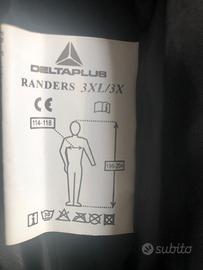 DELTAPLUS
RANDERS 3XL/3X
CE
114-118
subito